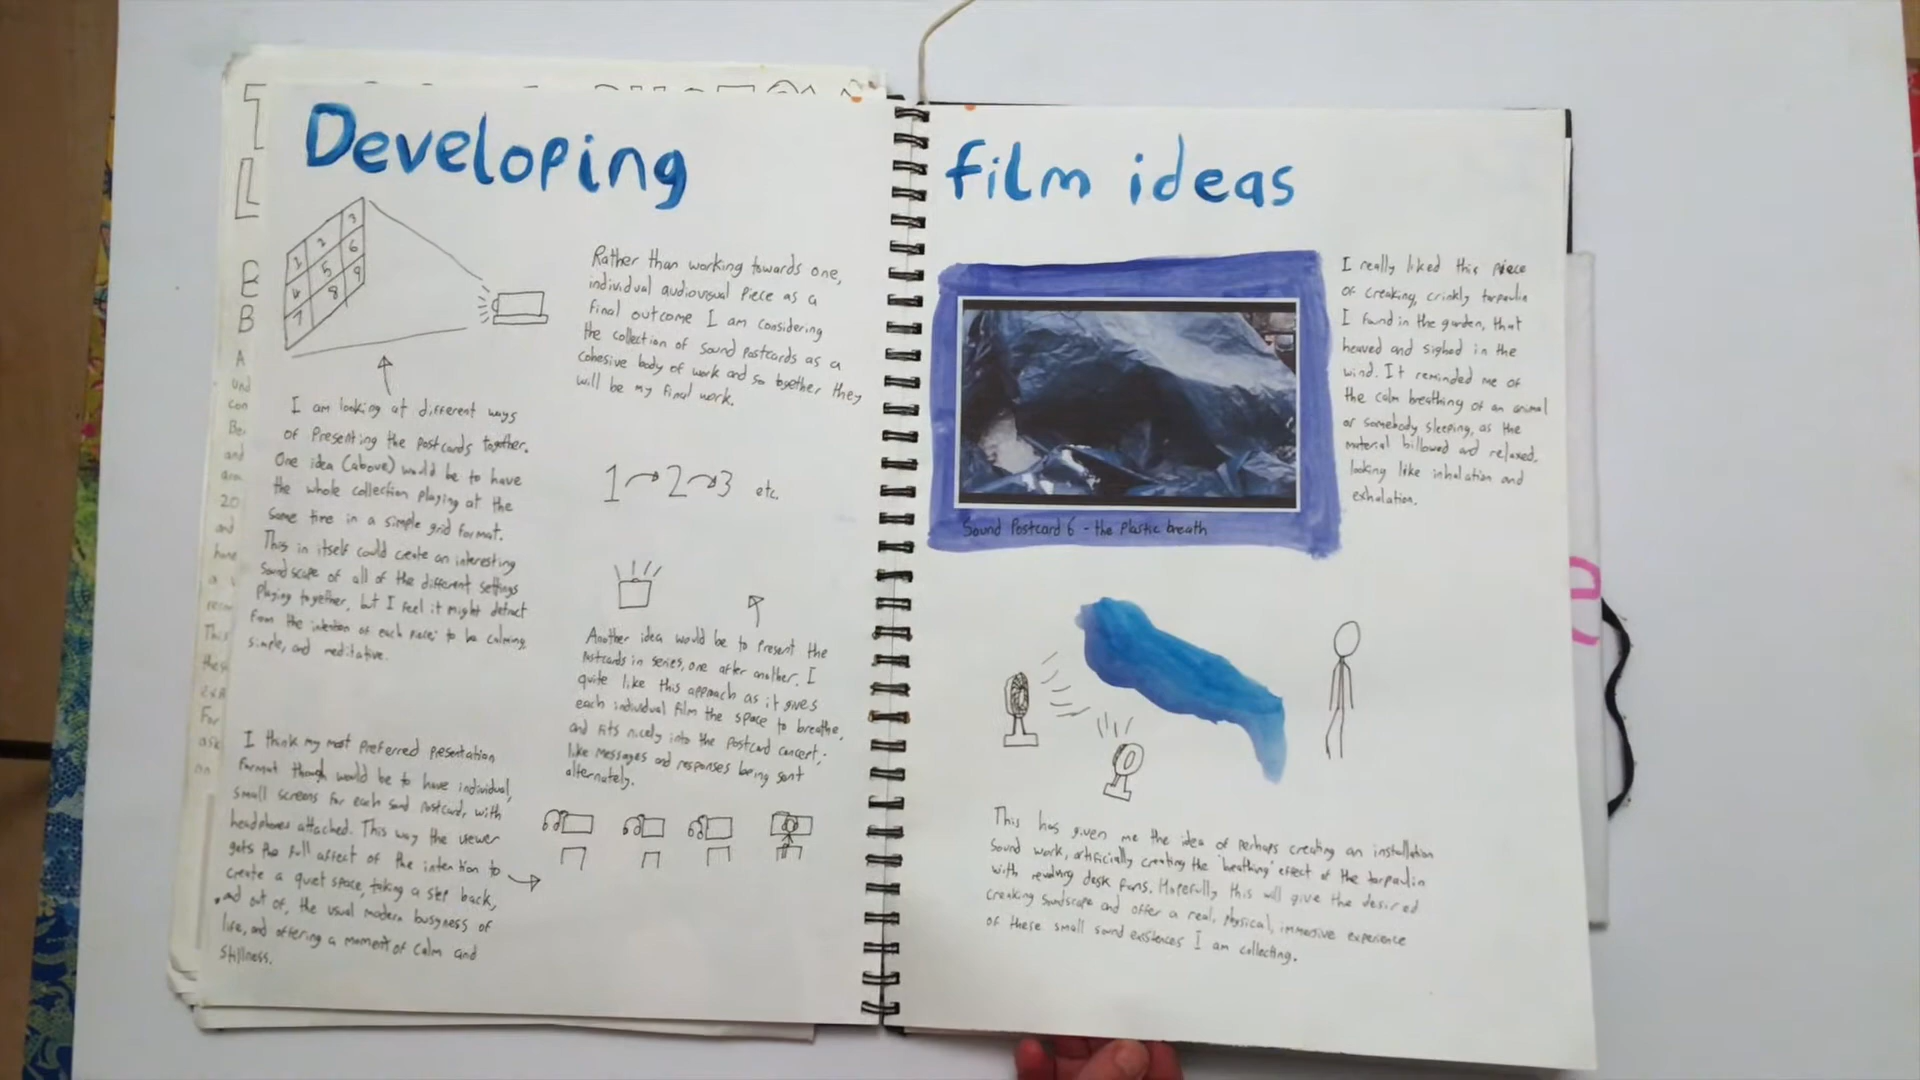 Developing
film ideas
1
2
3
4
5
6
7
8
9
Rather than working towards one,
individual audiovisual piece as a
final outcome I am considering
the collection of sound postcards as a
cohesive body of work and so together they
will be my final work.
I am looking at different ways
of presenting the postcards together.
One idea (above) would be to have
the whole collection playing at the
same time in a simple grid format.
This in itself could create an interesting
soundscape of all of the different settings
playing together, but I feel it might detract
from the intention of each piece: to be calming,
simple, and meditative.
1 → 2 → 3 etc.
Another idea would be to present the
postcards in series, one after another. I
quite like this approach as it gives
each individual film the space to breathe,
and fits nicely into the postcard concept;
like messages and responses being sent
alternately.
I think my most preferred presentation
format though would be to have individual,
small screens for each sound postcard, with
headphones attached. This way the viewer
gets the full affect of the intention to
create a quiet space, taking a step back,
and out of, the usual modern busyness of
life, and offering a moment of calm and
stillness.
Sound Postcard 6 - the plastic breath
I really liked this piece
of creaking, crinkly tarpaulin
I found in the garden, that
heaved and sighed in the
wind. It reminded me of
the calm breathing of an animal
or somebody sleeping, as the
material billowed and relaxed,
looking like inhalation and
exhalation.
This has given me the idea of perhaps creating an installation
sound work, artificially creating the 'breathing' effect of the tarpaulin
with revolving desk fans. Hopefully this will give the desired
creaking soundscape and offer a real, physical, immersive experience
of these small sound existences I am collecting.